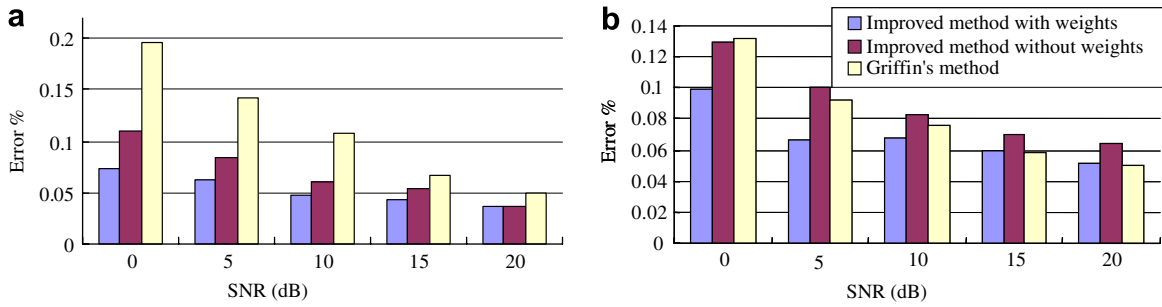 a
0.2
0.15
0.1
0.05
0
Error %
0 5 10 15 20
SNR (dB)
b
0.14
0.12
0.1
0.08
0.06
0.04
0.02
0
Error %
0 5 10 15 20
SNR (dB)
Improved method with weights
Improved method without weights
Griffin's method